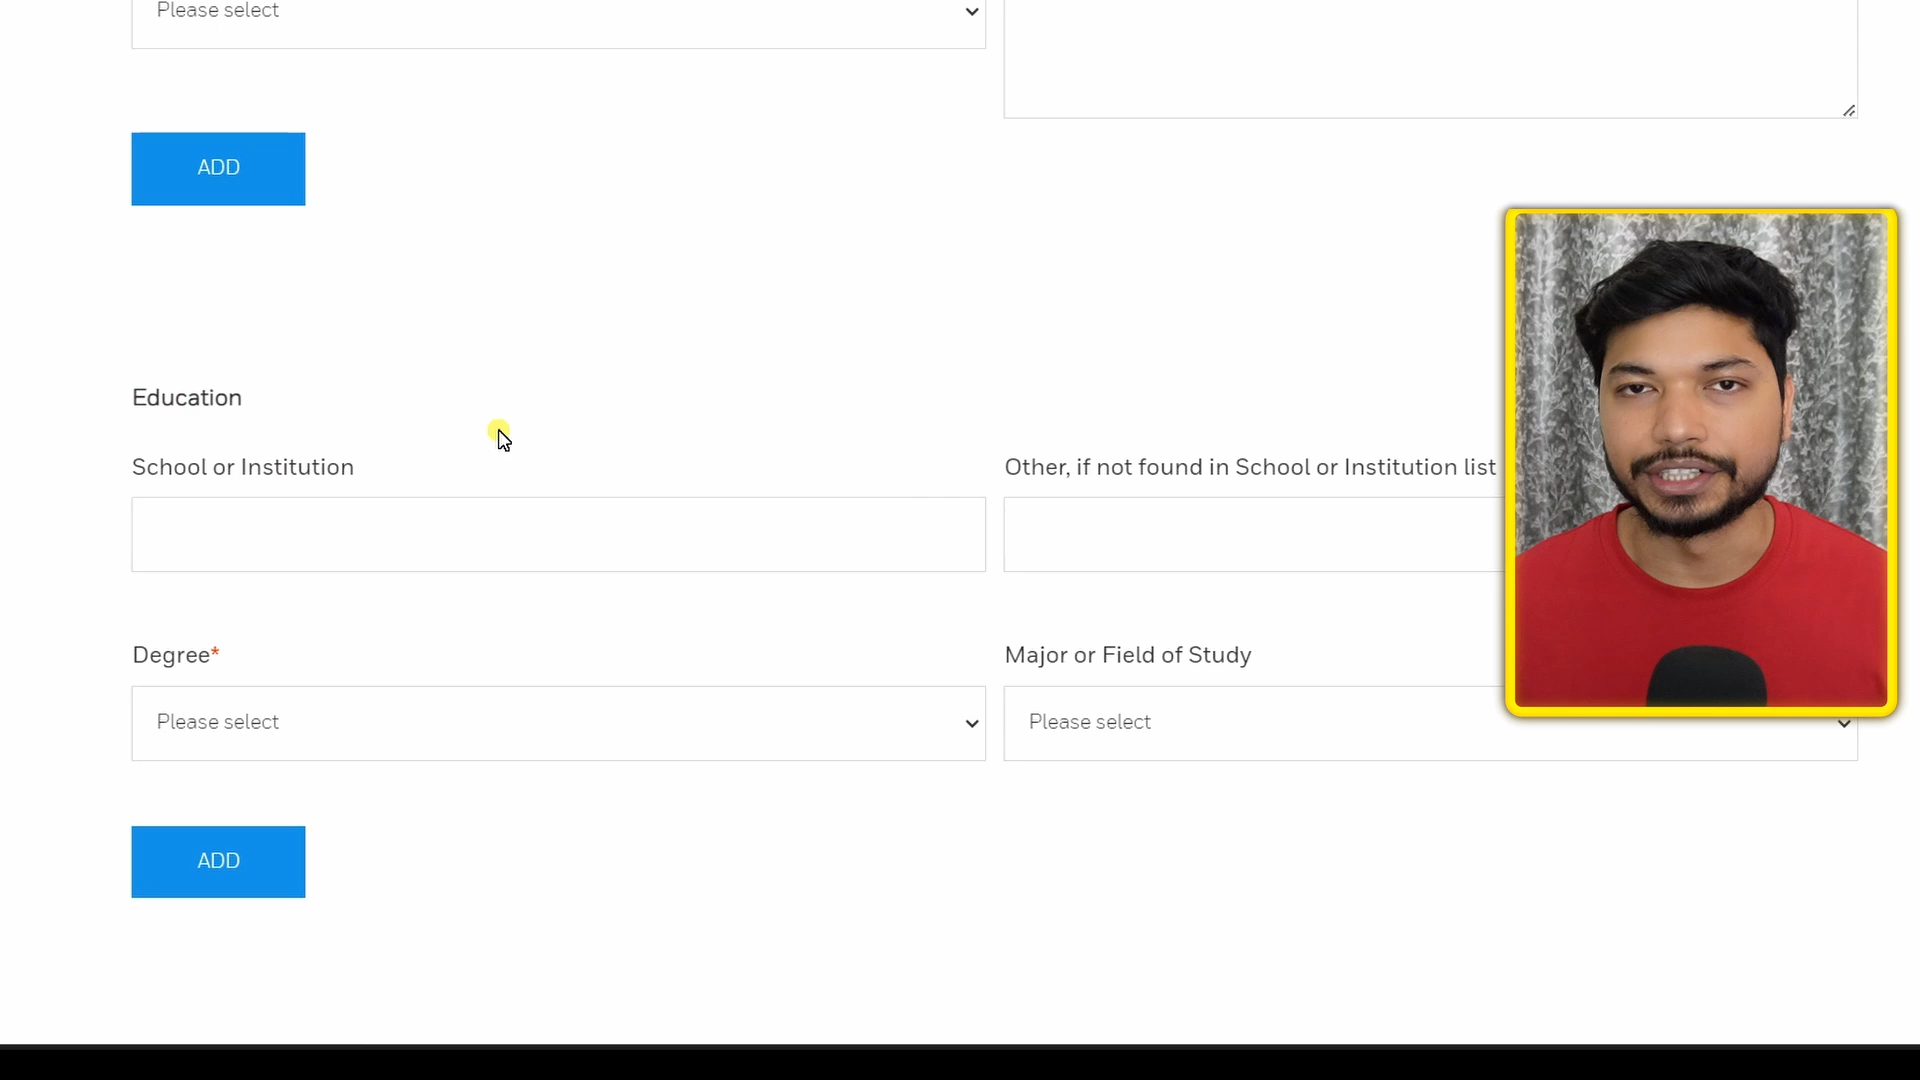 Please select
ADD
Education
School or Institution
Other, if not found in School or Institution list
Degree*
Major or Field of Study
Please select
Please select
ADD